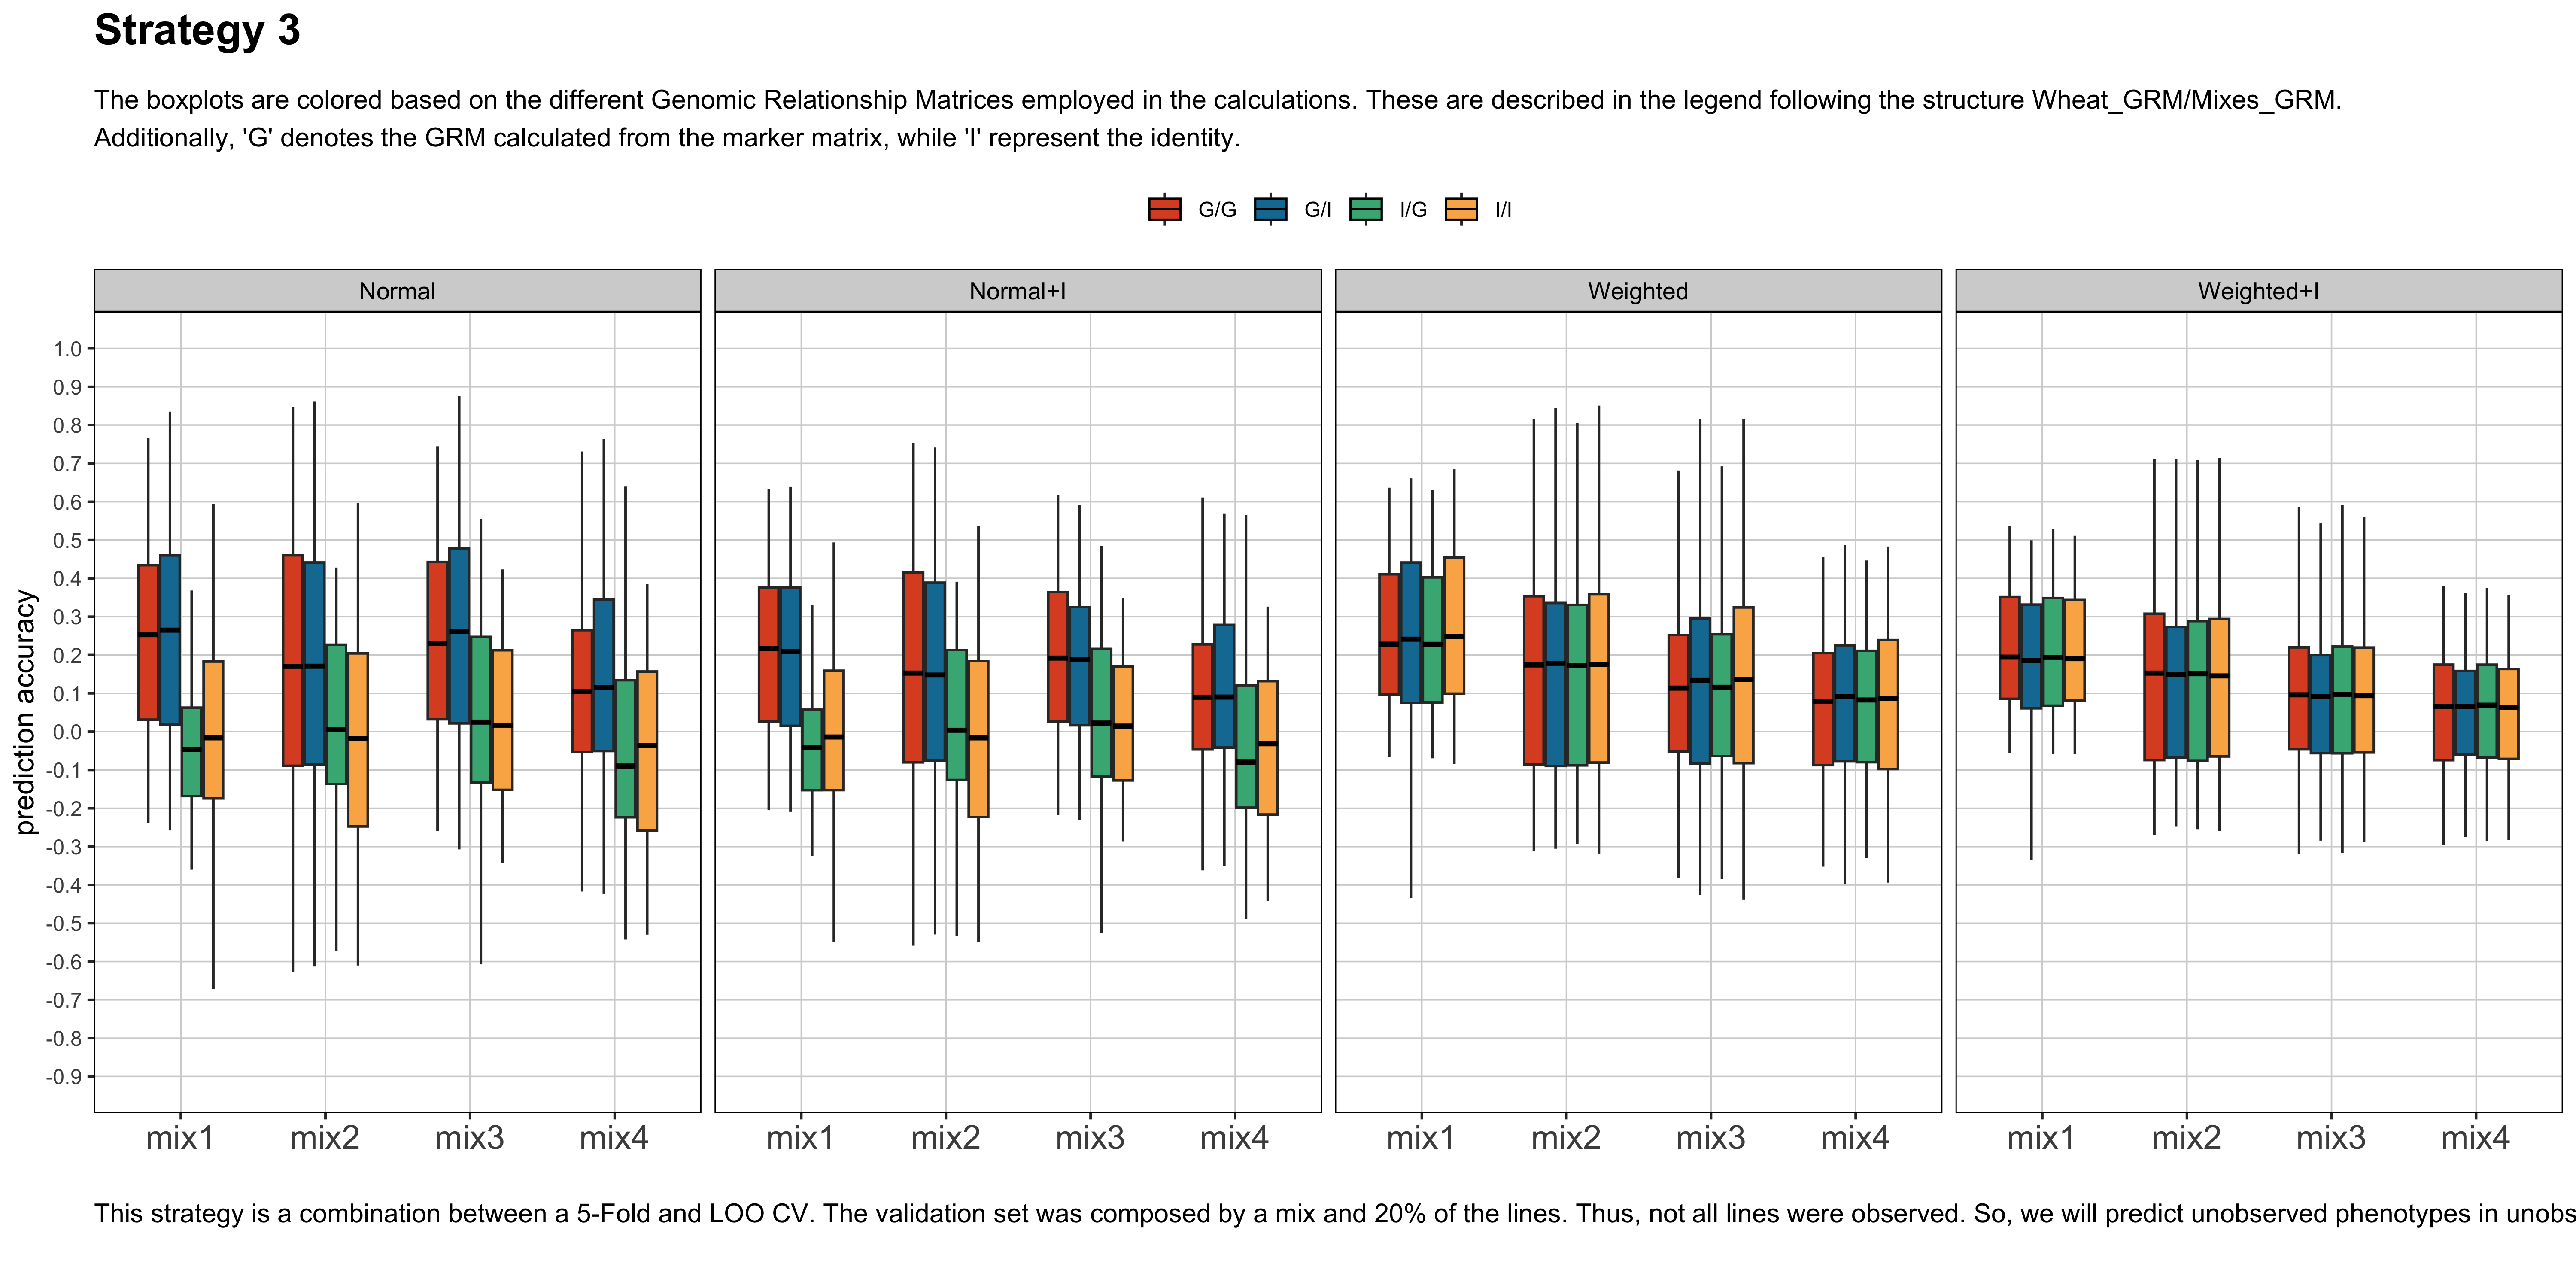 Strategy 3
The boxplots are colored based on the different Genomic Relationship Matrices employed in the calculations. These are described in the legend following the structure Wheat_GRM/Mixes_GRM.
Additionally, 'G' denotes the GRM calculated from the marker matrix, while 'I' represent the identity.
G/G G/I I/G I/I
Normal Normal+I Weighted Weighted+I
prediction accuracy
1.0
0.9
0.8
0.7
0.6
0.5
0.4
0.3
0.2
0.1
0.0
-0.1
-0.2
-0.3
-0.4
-0.5
-0.6
-0.7
-0.8
-0.9
mix1 mix2 mix3 mix4 mix1 mix2 mix3 mix4 mix1 mix2 mix3 mix4 mix1 mix2 mix3 mix4
This strategy is a combination between a 5-Fold and LOO CV. The validation set was composed by a mix and 20% of the lines. Thus, not all lines were observed. So, we will predict unobserved phenotypes in unobs